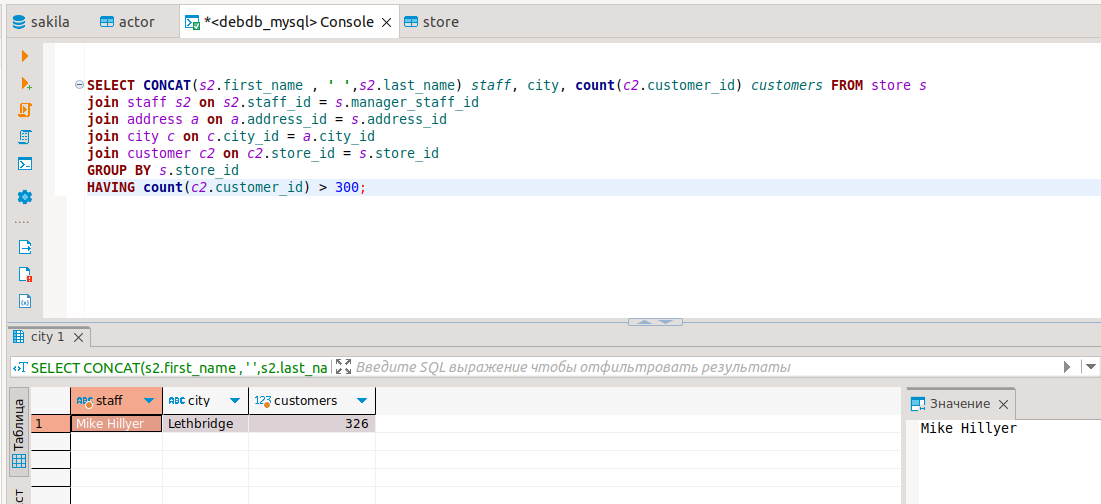 sakila
actor
*<debdb_mysql> Console
store
SELECT CONCAT(s2.first_name , ' ',s2.last_name) staff, city, count(c2.customer_id) customers FROM store s
join staff s2 on s2.staff_id = s.manager_staff_id
join address a on a.address_id = s.address_id
join city c on c.city_id = a.city_id
join customer c2 on c2.store_id = s.store_id
GROUP BY s.store_id
HAVING count(c2.customer_id) > 300;
city 1
SELECT CONCAT(s2.first_name , ' ',s2.last_na
Введите SQL выражение чтобы отфильтровать результаты
Таблица
ABC staff
ABC city
123 customers
1
Mike Hillyer
Lethbridge
326
Значение
Mike Hillyer
ст